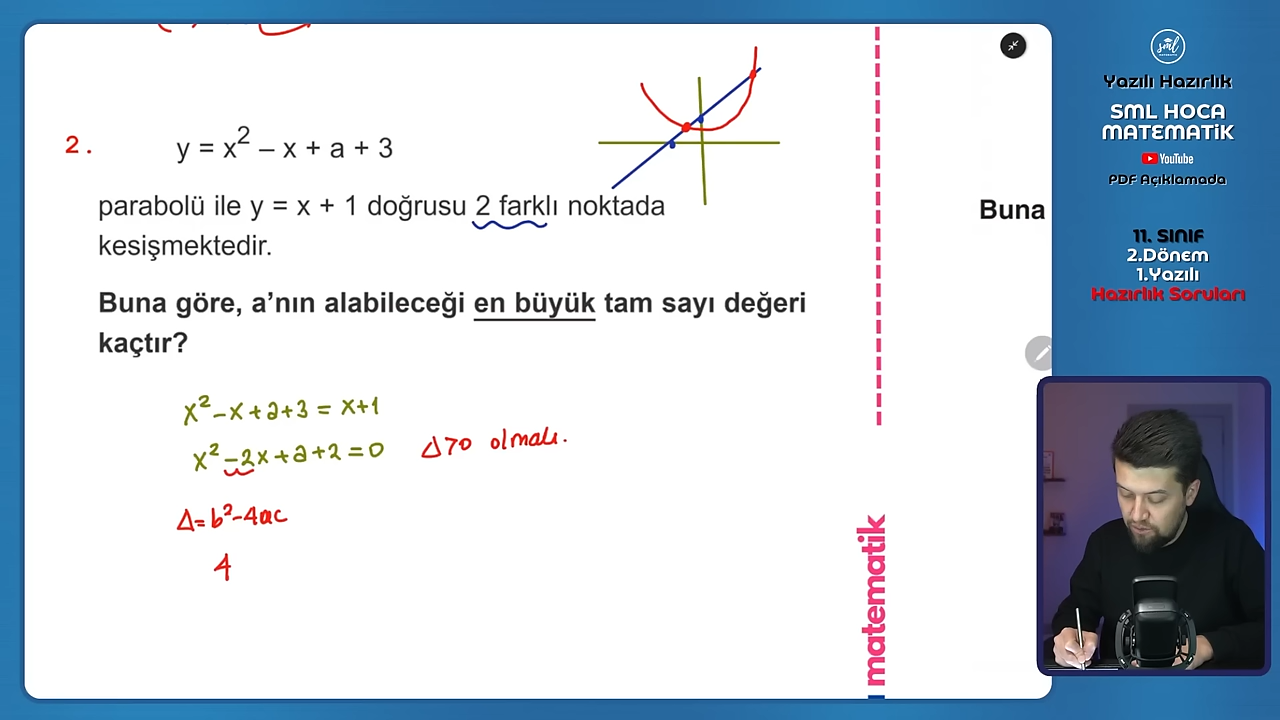 2.
y = x² – x + a + 3
parabolü ile y = x + 1 doğrusu 2 farklı noktada
kesişmektedir.
Buna göre, a’nın alabileceği en büyük tam sayı değeri
kaçtır?
x² - x + a + 3 = x + 1
x² - 2x + a + 2 = 0 Δ > 0 olmalı.
Δ = b² - 4ac
4
matematik
Buna
sml
Yazılı Hazırlık
SML HOCA
MATEMATİK
YouTube
PDF Açıklamada
11. SINIF
2.Dönem
1.Yazılı
Hazırlık Soruları